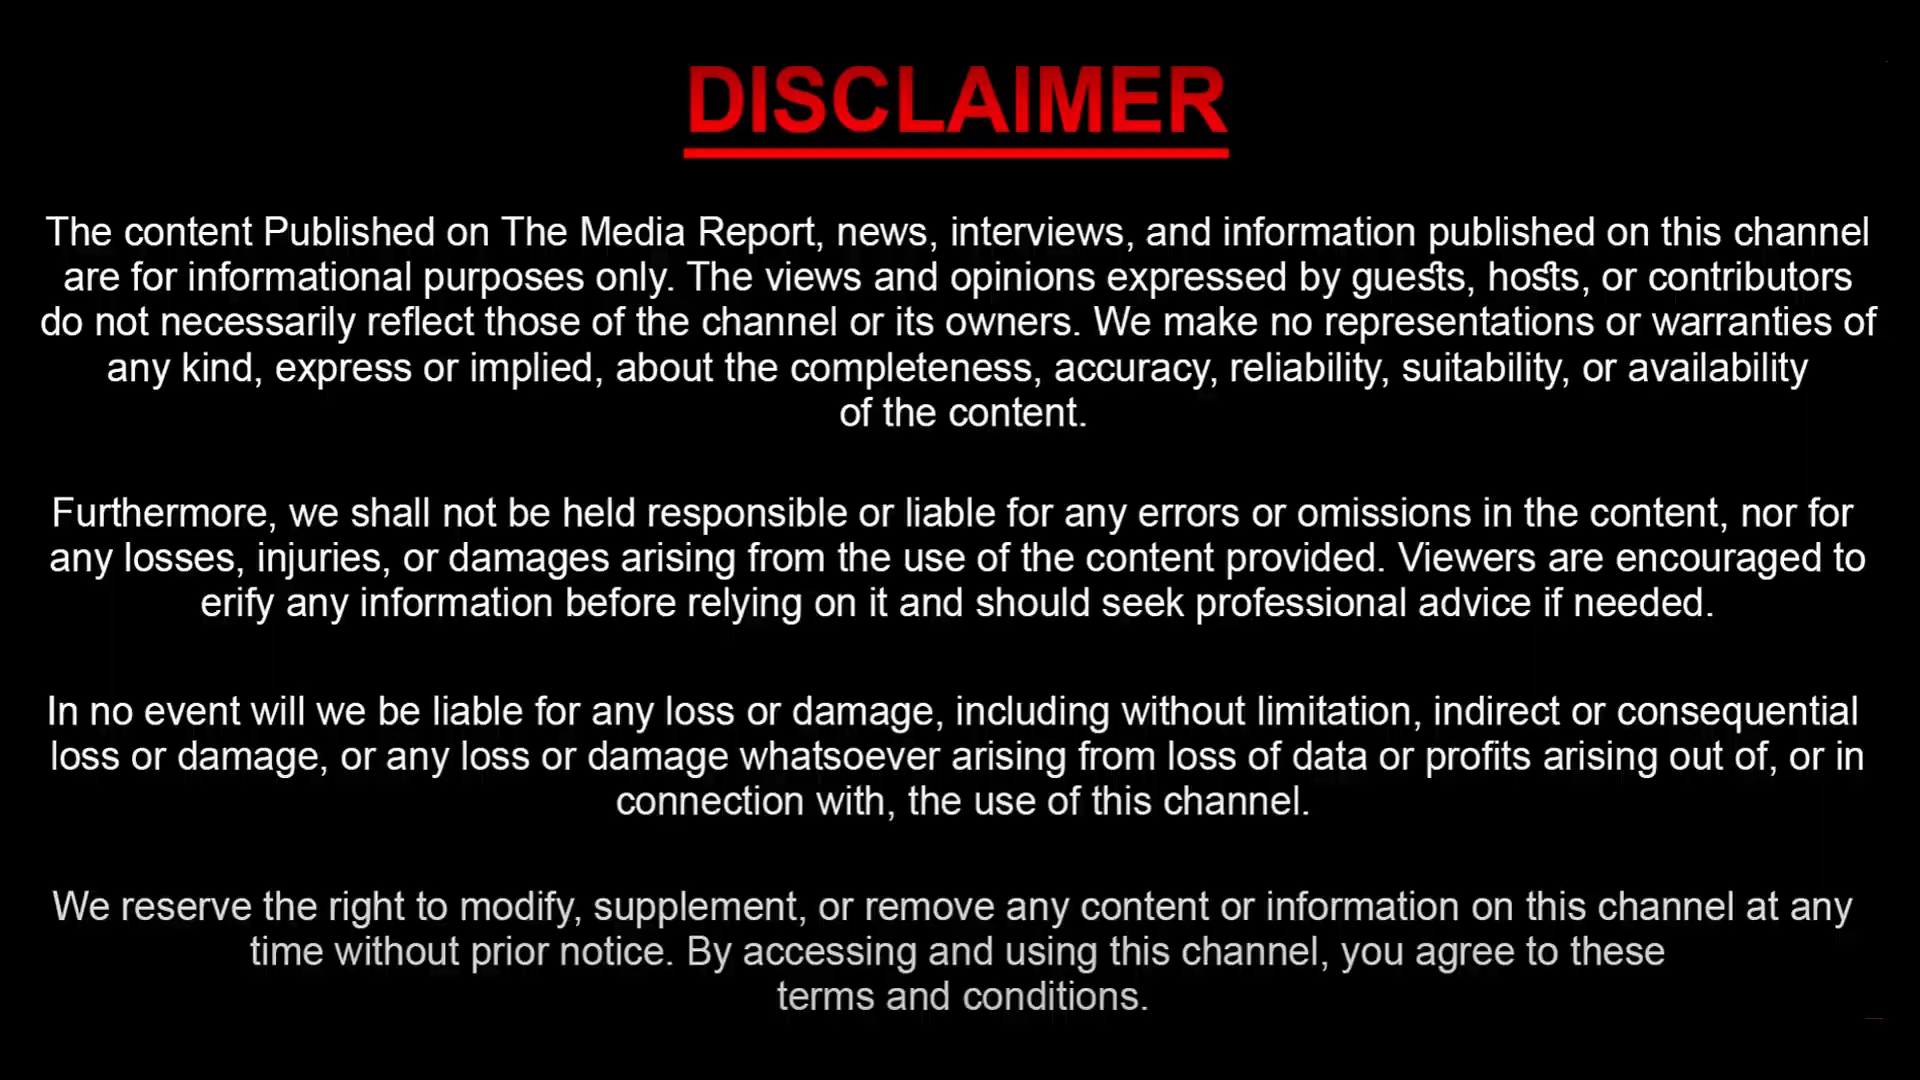 DISCLAIMER
The content Published on The Media Report, news, interviews, and information published on this channel
are for informational purposes only. The views and opinions expressed by guests, hosts, or contributors
do not necessarily reflect those of the channel or its owners. We make no representations or warranties of
any kind, express or implied, about the completeness, accuracy, reliability, suitability, or availability
of the content.
Furthermore, we shall not be held responsible or liable for any errors or omissions in the content, nor for
any losses, injuries, or damages arising from the use of the content provided. Viewers are encouraged to
erify any information before relying on it and should seek professional advice if needed.
In no event will we be liable for any loss or damage, including without limitation, indirect or consequential
loss or damage, or any loss or damage whatsoever arising from loss of data or profits arising out of, or in
connection with, the use of this channel.
We reserve the right to modify, supplement, or remove any content or information on this channel at any
time without prior notice. By accessing and using this channel, you agree to these
terms and conditions.